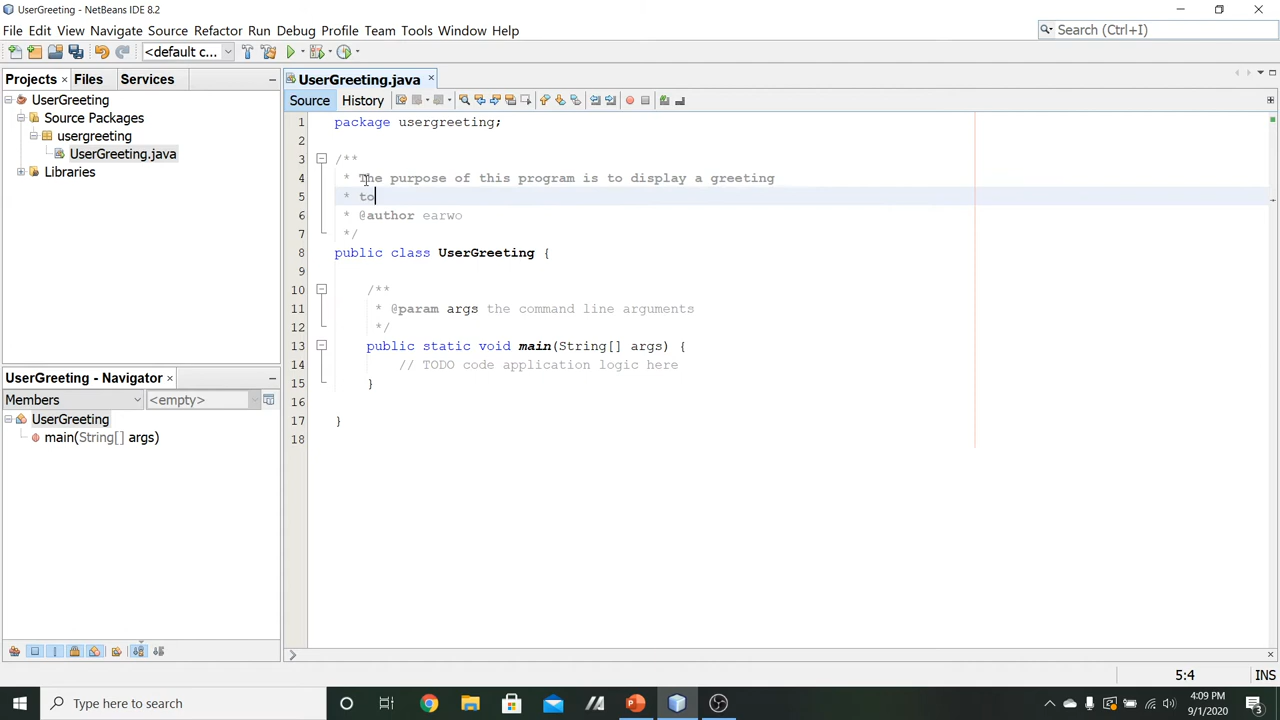 UserGreeting - NetBeans IDE 8.2
File Edit View Navigate Source Refactor Run Debug Profile Team Tools Window Help
Search (Ctrl+I)
<default c...
Projects Files Services
UserGreeting
Source Packages
usergreeting
UserGreeting.java
Libraries
UserGreeting - Navigator
Members <empty>
UserGreeting
main(String[] args)
UserGreeting.java
Source History
1 package usergreeting;
2
3 /**
4 * The purpose of this program is to display a greeting
5 * to
6 * @author earwo
7 */
8 public class UserGreeting {
9
10 /**
11 * @param args the command line arguments
12 */
13 public static void main(String[] args) {
14 // TODO code application logic here
15 }
16
17 }
18
5:4 INS
Type here to search
4:09 PM
9/1/2020